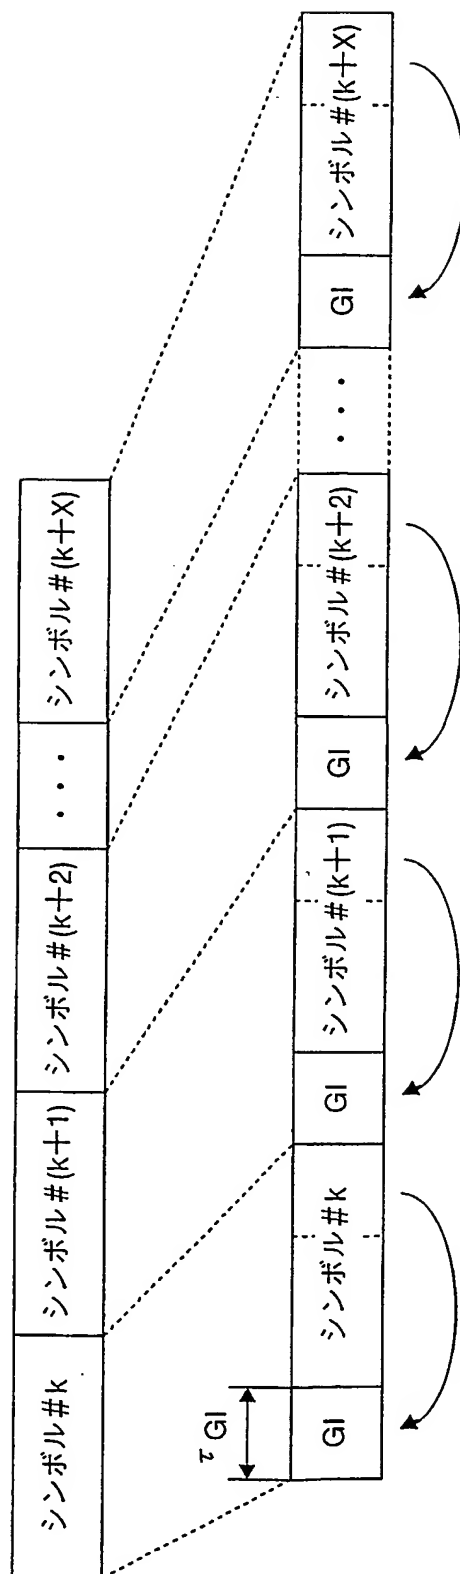 シンボル#k
シンボル#(k+1)
シンボル#(k+2)
・・・
シンボル#(k+X)
τGI
GI
シンボル#k
GI
シンボル#(k+1)
GI
シンボル#(k+2)
・・・
GI
シンボル#(k+X)